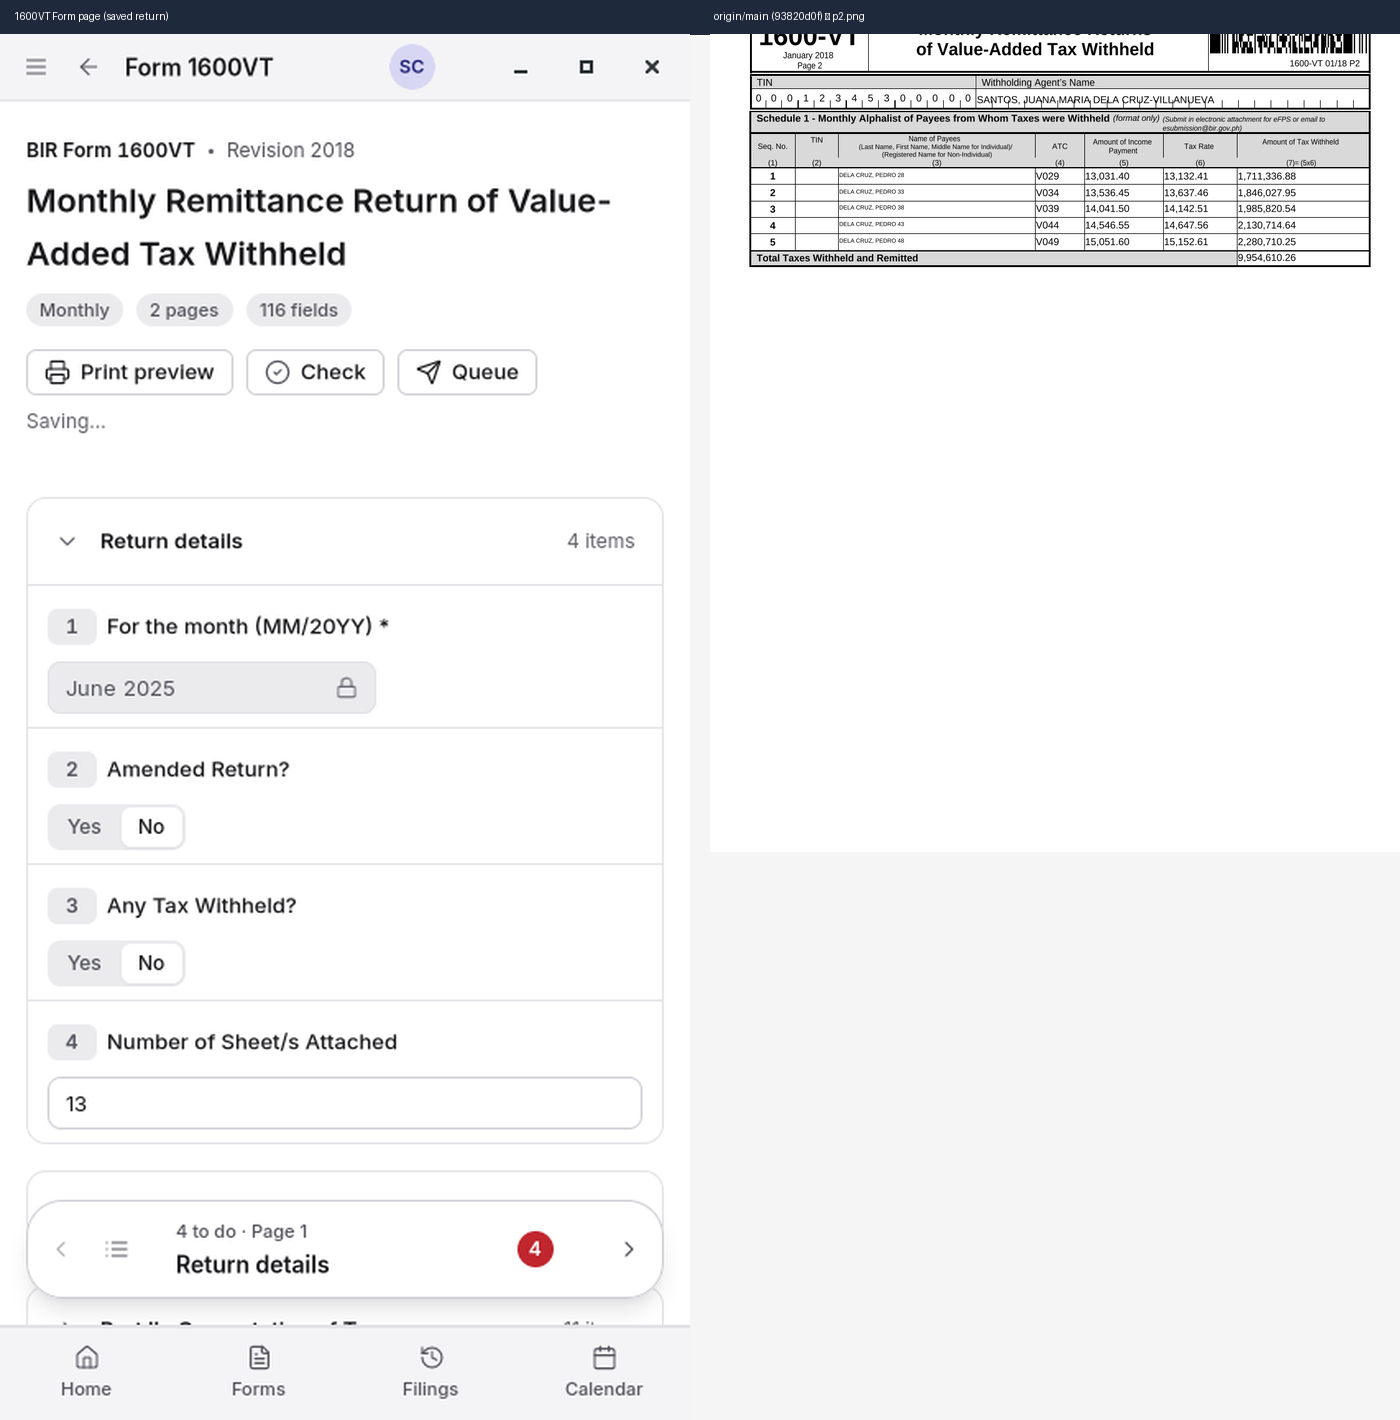 1600VT Form page (saved return)
Form 1600VT
SC
BIR Form 1600VT • Revision 2018
Monthly Remittance Return of Value-
Added Tax Withheld
Monthly
2 pages
116 fields
Print preview
Check
Queue
Saving...
Return details
4 items
1 For the month (MM/20YY) *
June 2025
2 Amended Return?
Yes No
3 Any Tax Withheld?
Yes No
4 Number of Sheet/s Attached
13
4 to do · Page 1
Return details
4
Home
Forms
Filings
Calendar
origin/main (93820d0f) p2.png
1600-VT
January 2018
Page 2
Monthly Remittance Return
of Value-Added Tax Withheld
1600-VT 01/18 P2
TIN
Withholding Agent's Name
0 0 0 1 2 3 4 5 3 0 0 0 0 0
SANTOS, JUANA MARIA DELA CRUZ-VILLANUEVA
Schedule 1 - Monthly Alphalist of Payees from Whom Taxes were Withheld (format only) (Submit in electronic attachment for eFPS or email to
esubmission@bir.gov.ph)
Seq. No. (1)
TIN (2)
Name of Payees
(Last Name, First Name, Middle Name for Individual)/
(Registered Name for Non-Individual)
(3)
ATC (4)
Amount of Income
Payment
(5)
Tax Rate (6)
Amount of Tax Withheld
(7)= (5x6)
1 DELA CRUZ, PEDRO 28 V029 13,031.40 13,132.41 1,711,336.88
2 DELA CRUZ, PEDRO 33 V034 13,536.45 13,637.46 1,846,027.95
3 DELA CRUZ, PEDRO 38 V039 14,041.50 14,142.51 1,985,820.54
4 DELA CRUZ, PEDRO 43 V044 14,546.55 14,647.56 2,130,714.64
5 DELA CRUZ, PEDRO 48 V049 15,051.60 15,152.61 2,280,710.25
Total Taxes Withheld and Remitted 9,954,610.26